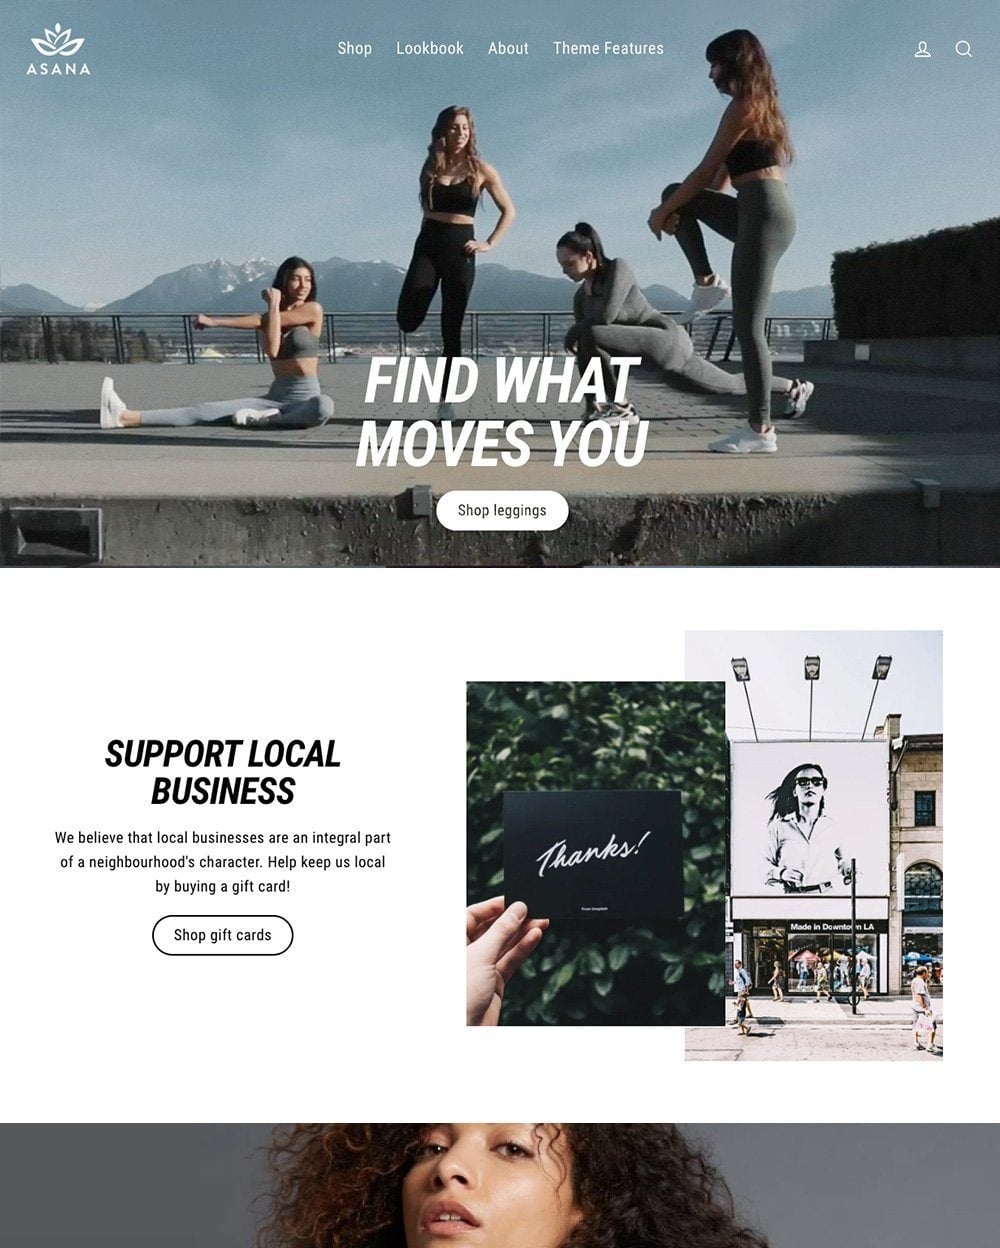 ASANA
Shop
Lookbook
About
Theme Features
FIND WHAT
MOVES YOU
Shop leggings
SUPPORT LOCAL
BUSINESS
We believe that local businesses are an integral part
of a neighbourhood's character. Help keep us local
by buying a gift card!
Shop gift cards
Thanks!
From Unsplash
Made in Downtown LA